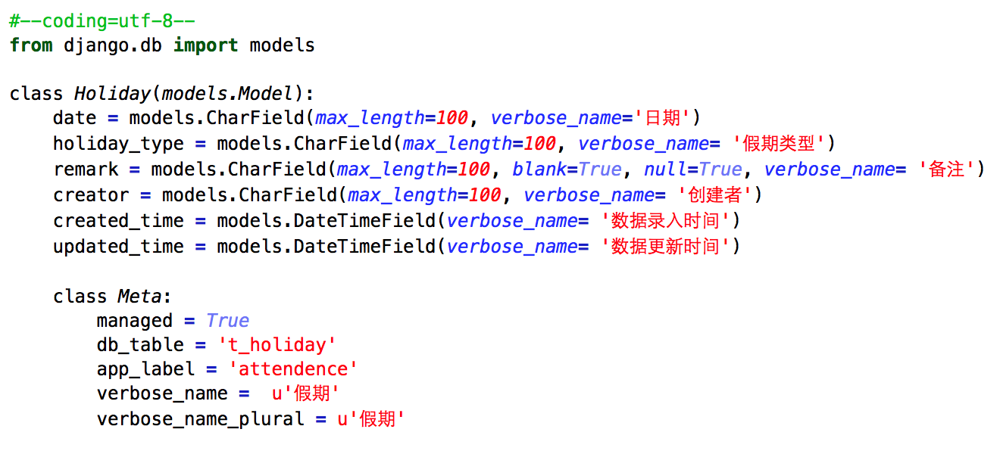 #--coding=utf-8--
from django.db import models

class Holiday(models.Model):
    date = models.CharField(max_length=100, verbose_name='日期')
    holiday_type = models.CharField(max_length=100, verbose_name= '假期类型')
    remark = models.CharField(max_length=100, blank=True, null=True, verbose_name= '备注')
    creator = models.CharField(max_length=100, verbose_name= '创建者')
    created_time = models.DateTimeField(verbose_name= '数据录入时间')
    updated_time = models.DateTimeField(verbose_name= '数据更新时间')

    class Meta:
        managed = True
        db_table = 't_holiday'
        app_label = 'attendence'
        verbose_name =  u'假期'
        verbose_name_plural = u'假期'